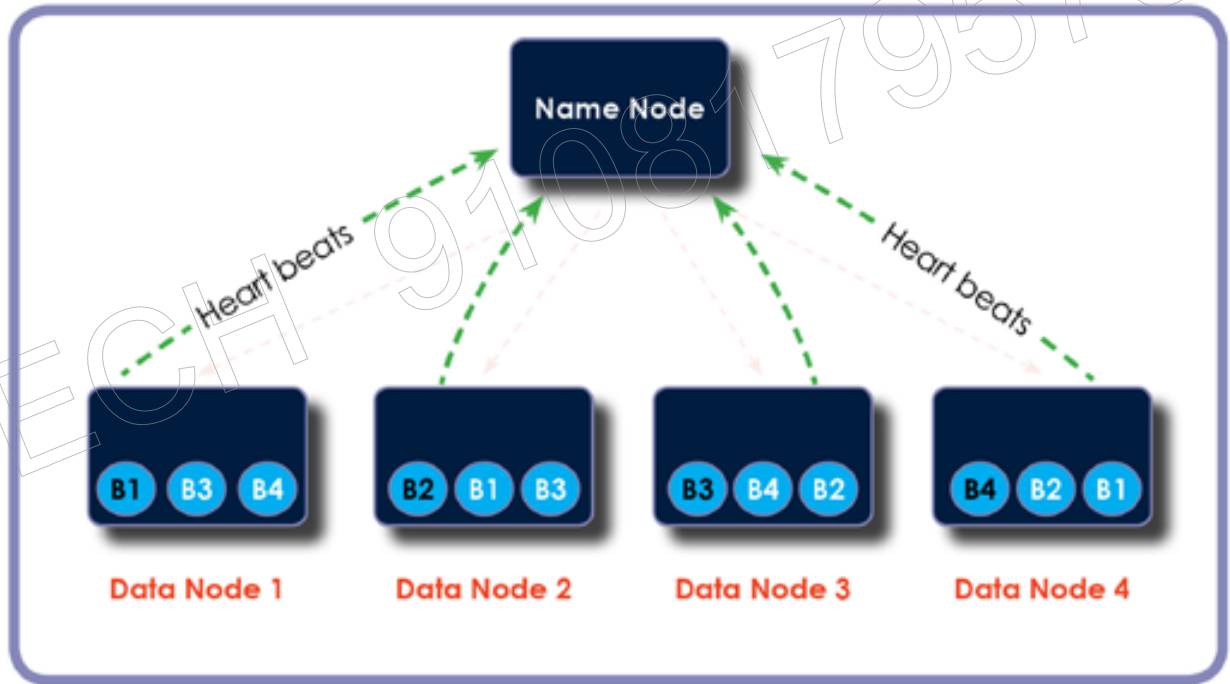 Name Node
Heart beats
Heart beats
B1 B3 B4
B2 B1 B3
B3 B4 B2
B4 B2 B1
Data Node 1
Data Node 2
Data Node 3
Data Node 4